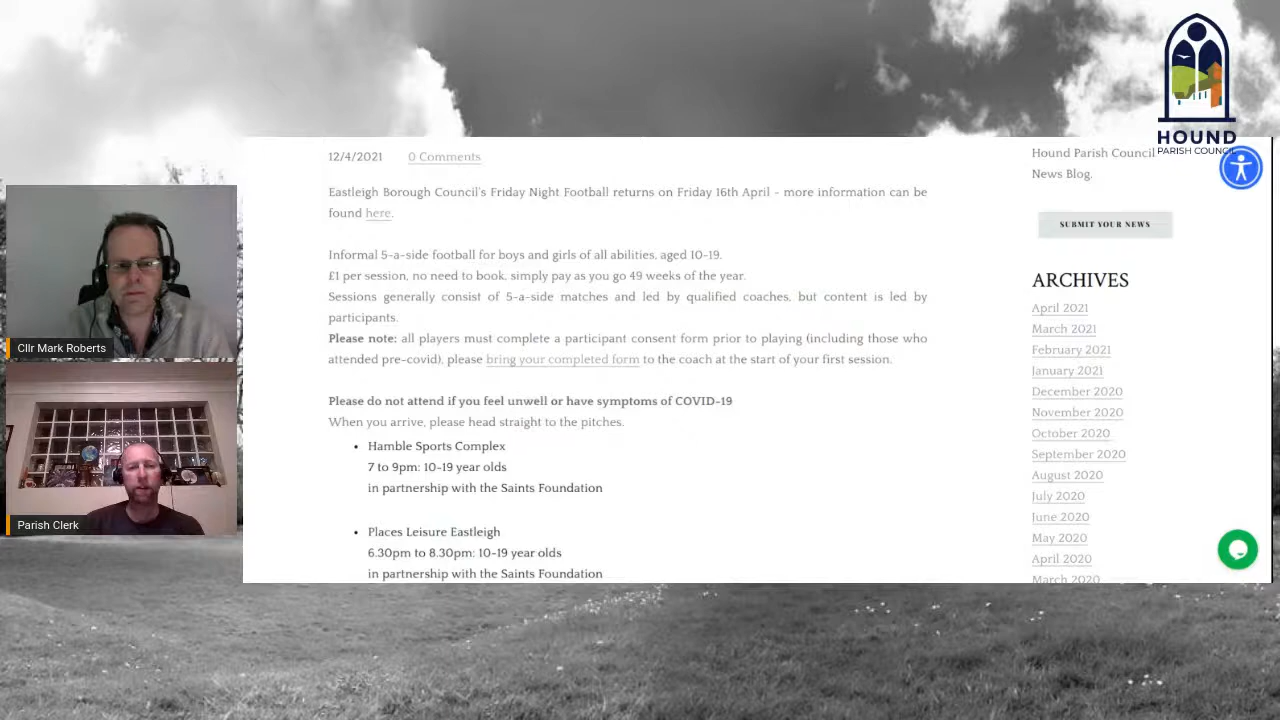 HOUND
PARISH COUNCIL
12/4/2021 0 Comments
Eastleigh Borough Council's Friday Night Football returns on Friday 16th April - more information can be
found here.
Informal 5-a-side football for boys and girls of all abilities, aged 10-19.
£1 per session, no need to book, simply pay as you go 49 weeks of the year.
Sessions generally consist of 5-a-side matches and led by qualified coaches, but content is led by
participants.
Please note: all players must complete a participant consent form prior to playing (including those who
attended pre-covid), please bring your completed form to the coach at the start of your first session.
Please do not attend if you feel unwell or have symptoms of COVID-19
When you arrive, please head straight to the pitches.
• Hamble Sports Complex
7 to 9pm: 10-19 year olds
in partnership with the Saints Foundation
• Places Leisure Eastleigh
6.30pm to 8.30pm: 10-19 year olds
in partnership with the Saints Foundation
Hound Parish Council
News Blog.
SUBMIT YOUR NEWS
ARCHIVES
April 2021
March 2021
February 2021
January 2021
December 2020
November 2020
October 2020
September 2020
August 2020
July 2020
June 2020
May 2020
April 2020
March 2020
Cllr Mark Roberts
Parish Clerk